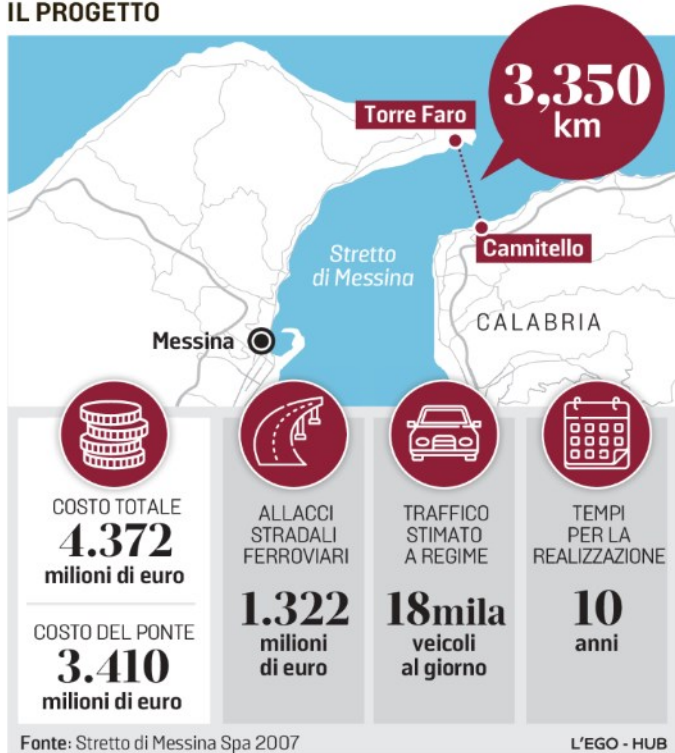 IL PROGETTO
3,350
km
Torre Faro
Cannitello
Stretto
di Messina
CALABRIA
Messina
COSTO TOTALE
4.372
milioni di euro
COSTO DEL PONTE
3.410
milioni di euro
ALLACCI
STRADALI
FERROVIARI
1.322
milioni
di euro
TRAFFICO
STIMATO
A REGIME
18mila
veicoli
al giorno
TEMPI
PER LA
REALIZZAZIONE
10
anni
Fonte: Stretto di Messina Spa 2007
L'EGO - HUB